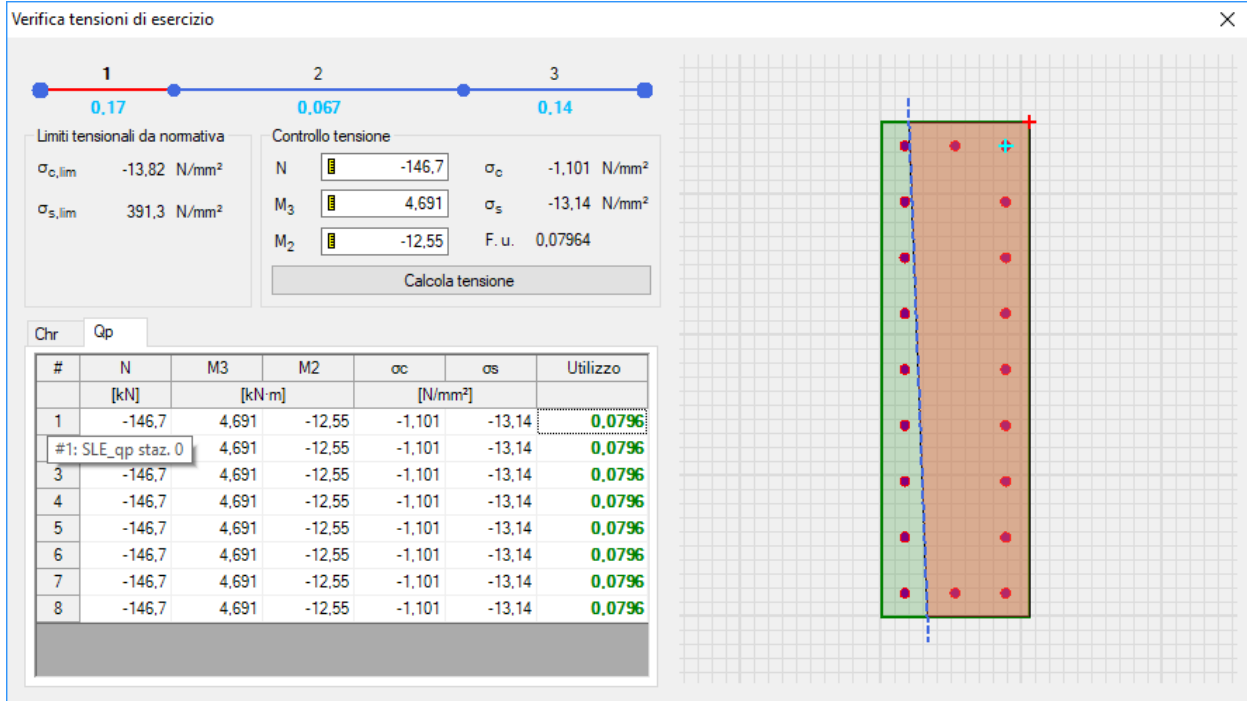 Verifica tensioni di esercizio
1 2 3
0,17 0,067 0,14
Limiti tensionali da normativa
σc,lim -13,82 N/mm²
σs,lim 391,3 N/mm²
Controllo tensione
N -146,7 σc -1,101 N/mm²
M3 4,691 σs -13,14 N/mm²
M2 -12,55 F. u. 0,07964
Calcola tensione
Chr Qp
# N M3 M2 σc σs Utilizzo
[kN] [kN·m] [N/mm²]
1 -146,7 4,691 -12,55 -1,101 -13,14 0,0796
#1: SLE_qp staz. 0 4,691 -12,55 -1,101 -13,14 0,0796
3 -146,7 4,691 -12,55 -1,101 -13,14 0,0796
4 -146,7 4,691 -12,55 -1,101 -13,14 0,0796
5 -146,7 4,691 -12,55 -1,101 -13,14 0,0796
6 -146,7 4,691 -12,55 -1,101 -13,14 0,0796
7 -146,7 4,691 -12,55 -1,101 -13,14 0,0796
8 -146,7 4,691 -12,55 -1,101 -13,14 0,0796